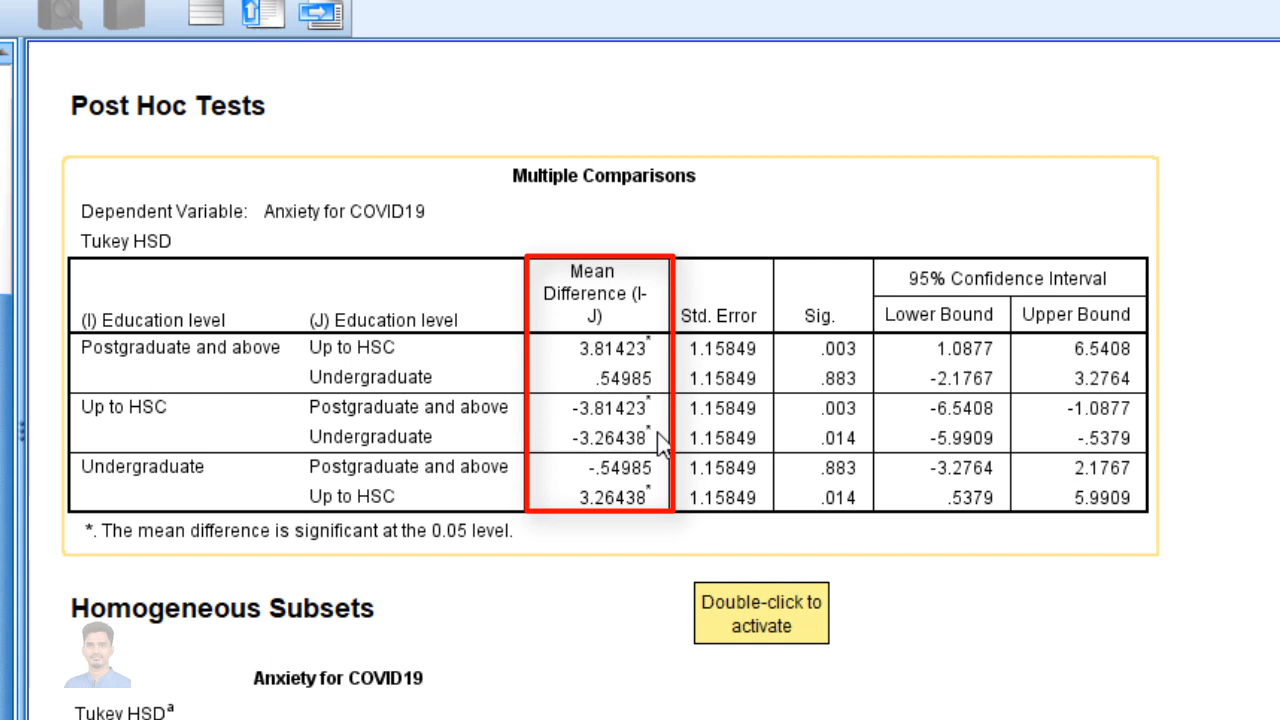 Post Hoc Tests
Multiple Comparisons
Dependent Variable: Anxiety for COVID19
Tukey HSD
(I) Education level (J) Education level Mean Difference (I-J) Std. Error Sig. 95% Confidence Interval
Lower Bound Upper Bound
Postgraduate and above Up to HSC 3.81423* 1.15849 .003 1.0877 6.5408
Undergraduate .54985 1.15849 .883 -2.1767 3.2764
Up to HSC Postgraduate and above -3.81423* 1.15849 .003 -6.5408 -1.0877
Undergraduate -3.26438* 1.15849 .014 -5.9909 -.5379
Undergraduate Postgraduate and above -.54985 1.15849 .883 -3.2764 2.1767
Up to HSC 3.26438* 1.15849 .014 .5379 5.9909
*. The mean difference is significant at the 0.05 level.
Homogeneous Subsets
Double-click to
activate
Anxiety for COVID19
Tukey HSDᵃ